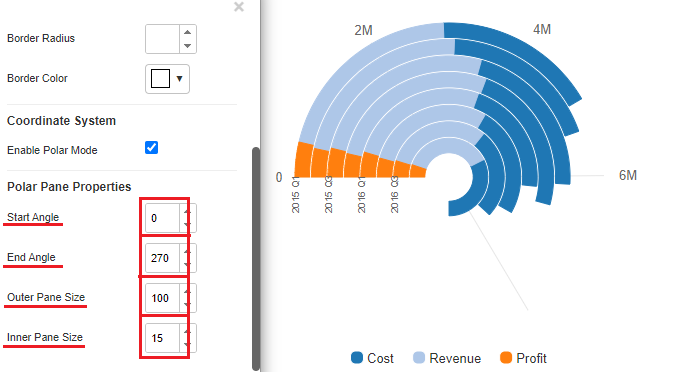 Border Radius
Border Color
Coordinate System
Enable Polar Mode
Polar Pane Properties
Start Angle 0
End Angle 270
Outer Pane Size 100
Inner Pane Size 15
2M
4M
6M
0
2015 Q1
2015 Q3
2016 Q1
2016 Q3
Cost Revenue Profit